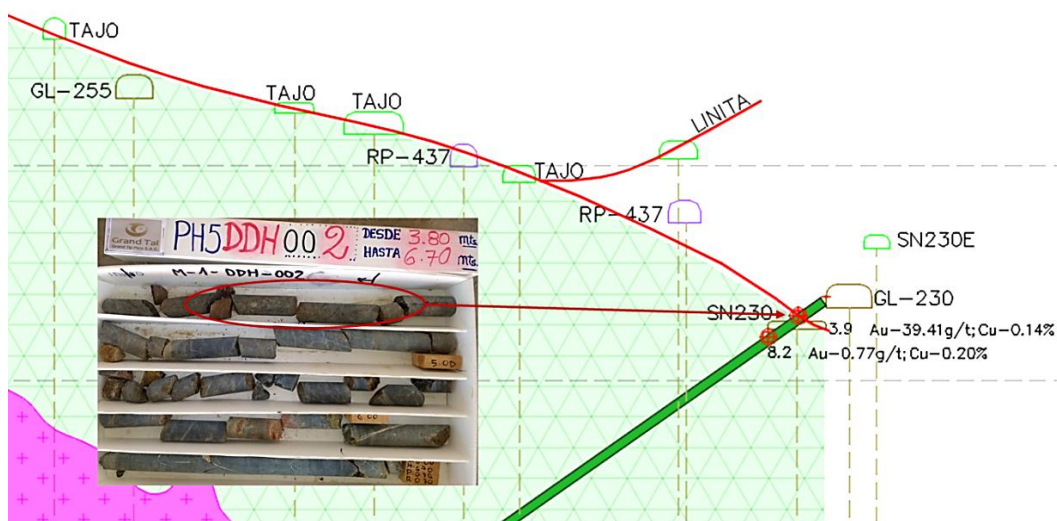 TAJO
GL-255
TAJO
TAJO
RP-437
TAJO
LINITA
RP-437
SN230E
SN230
GL-230
3.9 Au-39.41g/t; Cu-0.14%
8.2 Au-0.77g/t; Cu-0.20%
Grand Tal
PH5DDH002
DESDE 3.80 mts.
HASTA 6.70 mts.
M-1-DDH-002
5.00
6.00